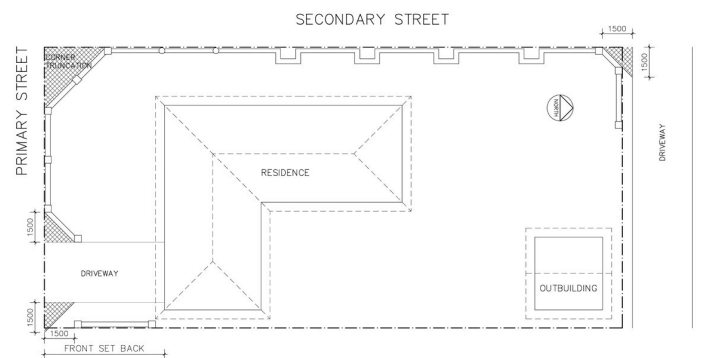 SECONDARY STREET
1500
PRIMARY STREET
CORNER
TRUNCATION
1500
NORTH
DRIVEWAY
RESIDENCE
1500
DRIVEWAY
OUTBUILDING
1500
1500
FRONT SET BACK